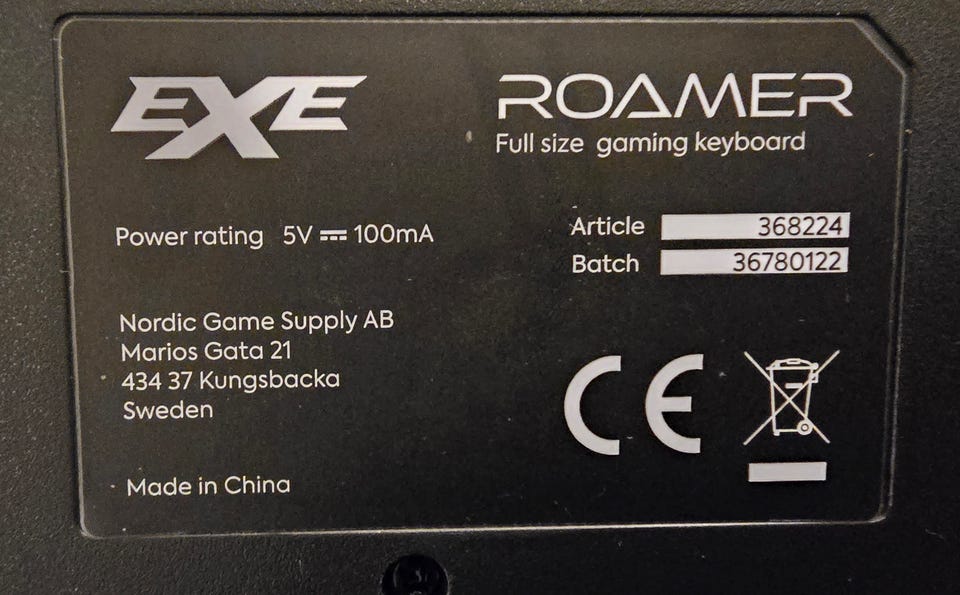 EXE
ROAMER
Full size gaming keyboard
Power rating 5V ⎓ 100mA
Article 368224
Batch 36780122
Nordic Game Supply AB
Marios Gata 21
434 37 Kungsbacka
Sweden
CE
Made in China